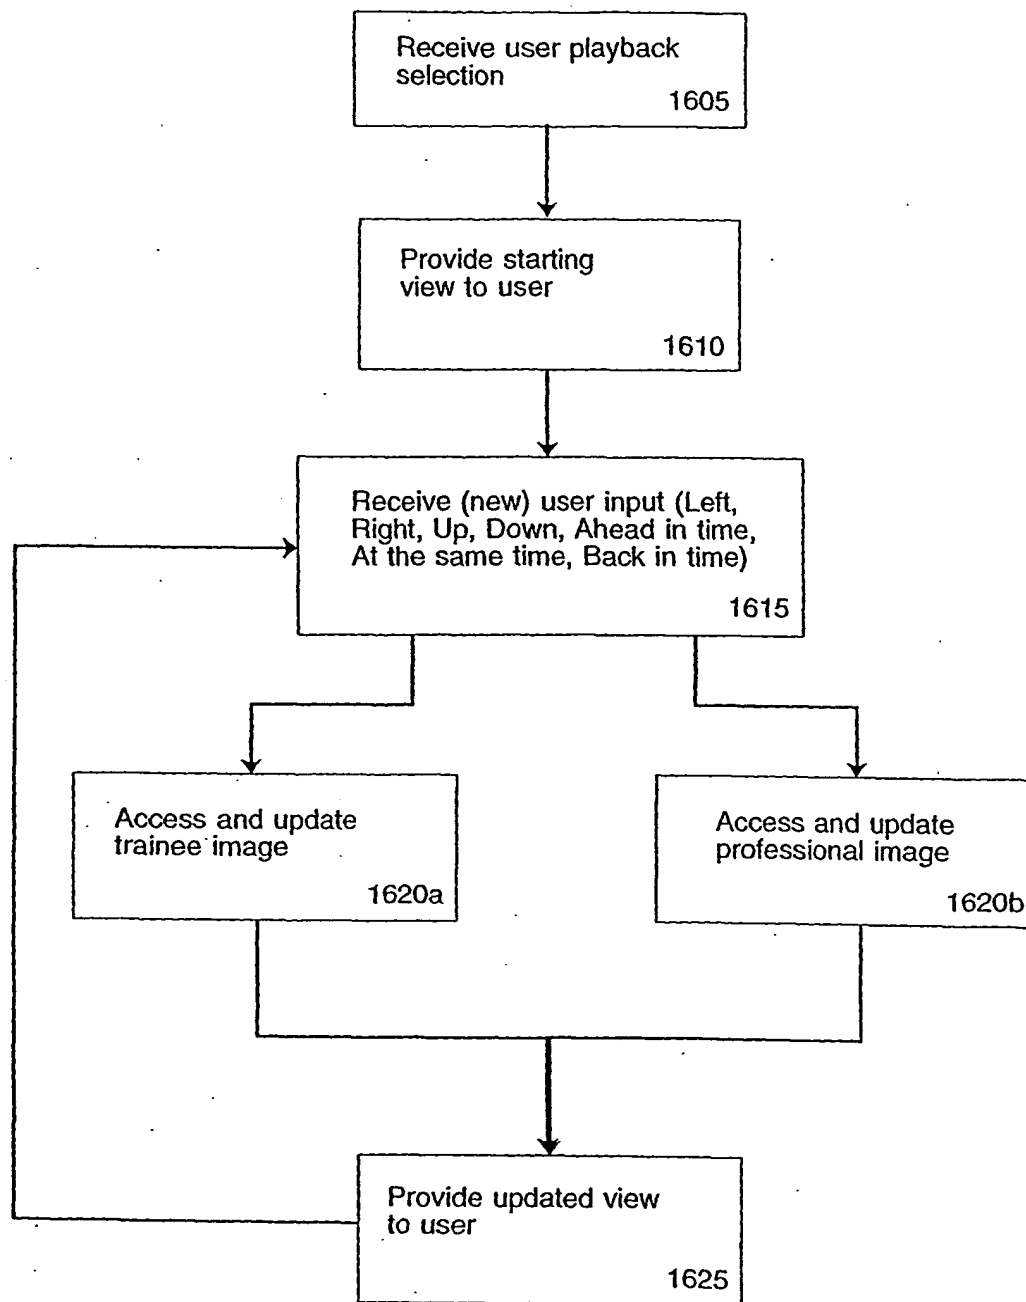 Receive user playback
selection
1605
Provide starting
view to user
1610
Receive (new) user input (Left,
Right, Up, Down, Ahead in time,
At the same time, Back in time)
1615
Access and update
trainee image
1620a
Access and update
professional image
1620b
Provide updated view
to user
1625